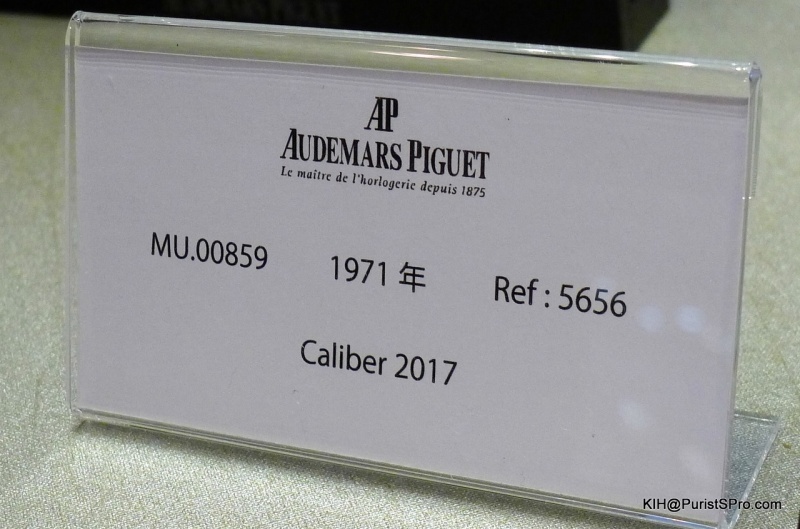 AP
AUDEMARS PIGUET
Le maître de l'horlogerie depuis 1875
MU.00859 1971 年 Ref : 5656
Caliber 2017
KIH@PuristSPro.com